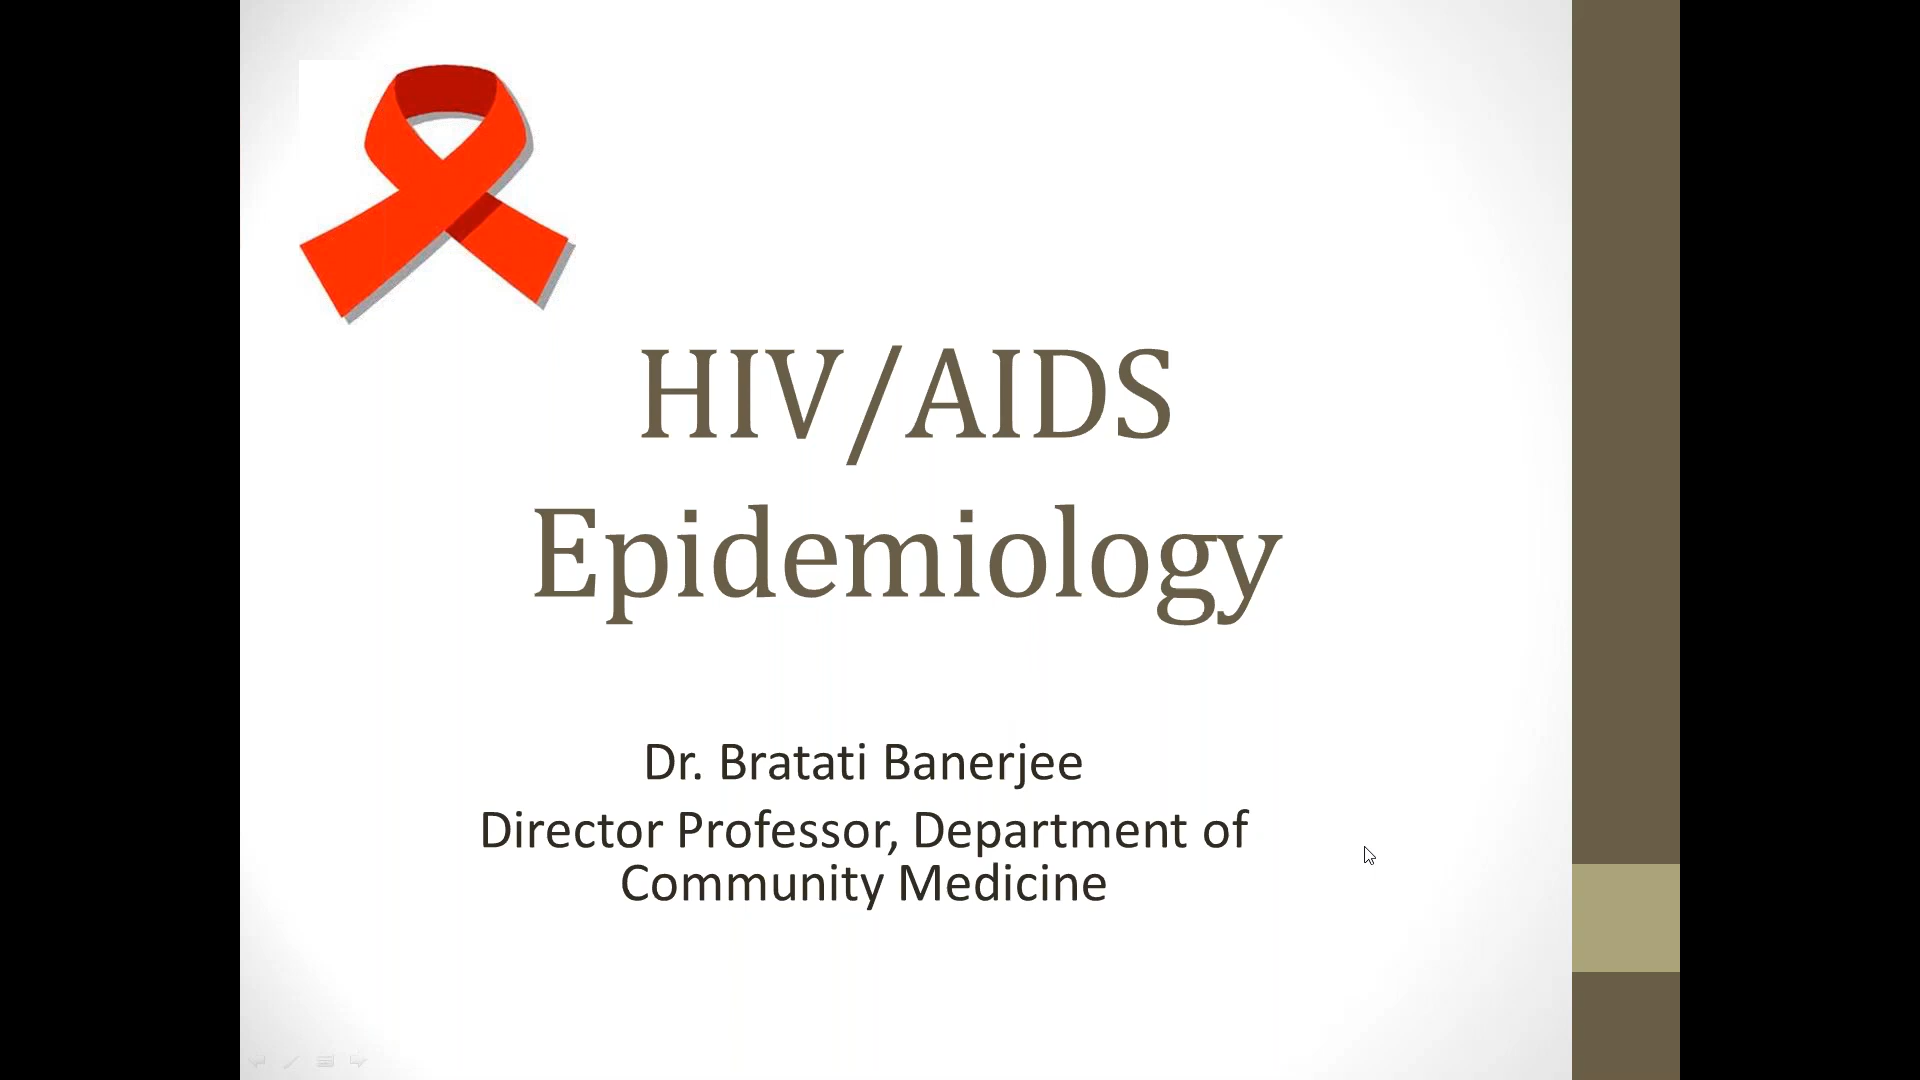 HIV/AIDS
Epidemiology
Dr. Bratati Banerjee
Director Professor, Department of
Community Medicine